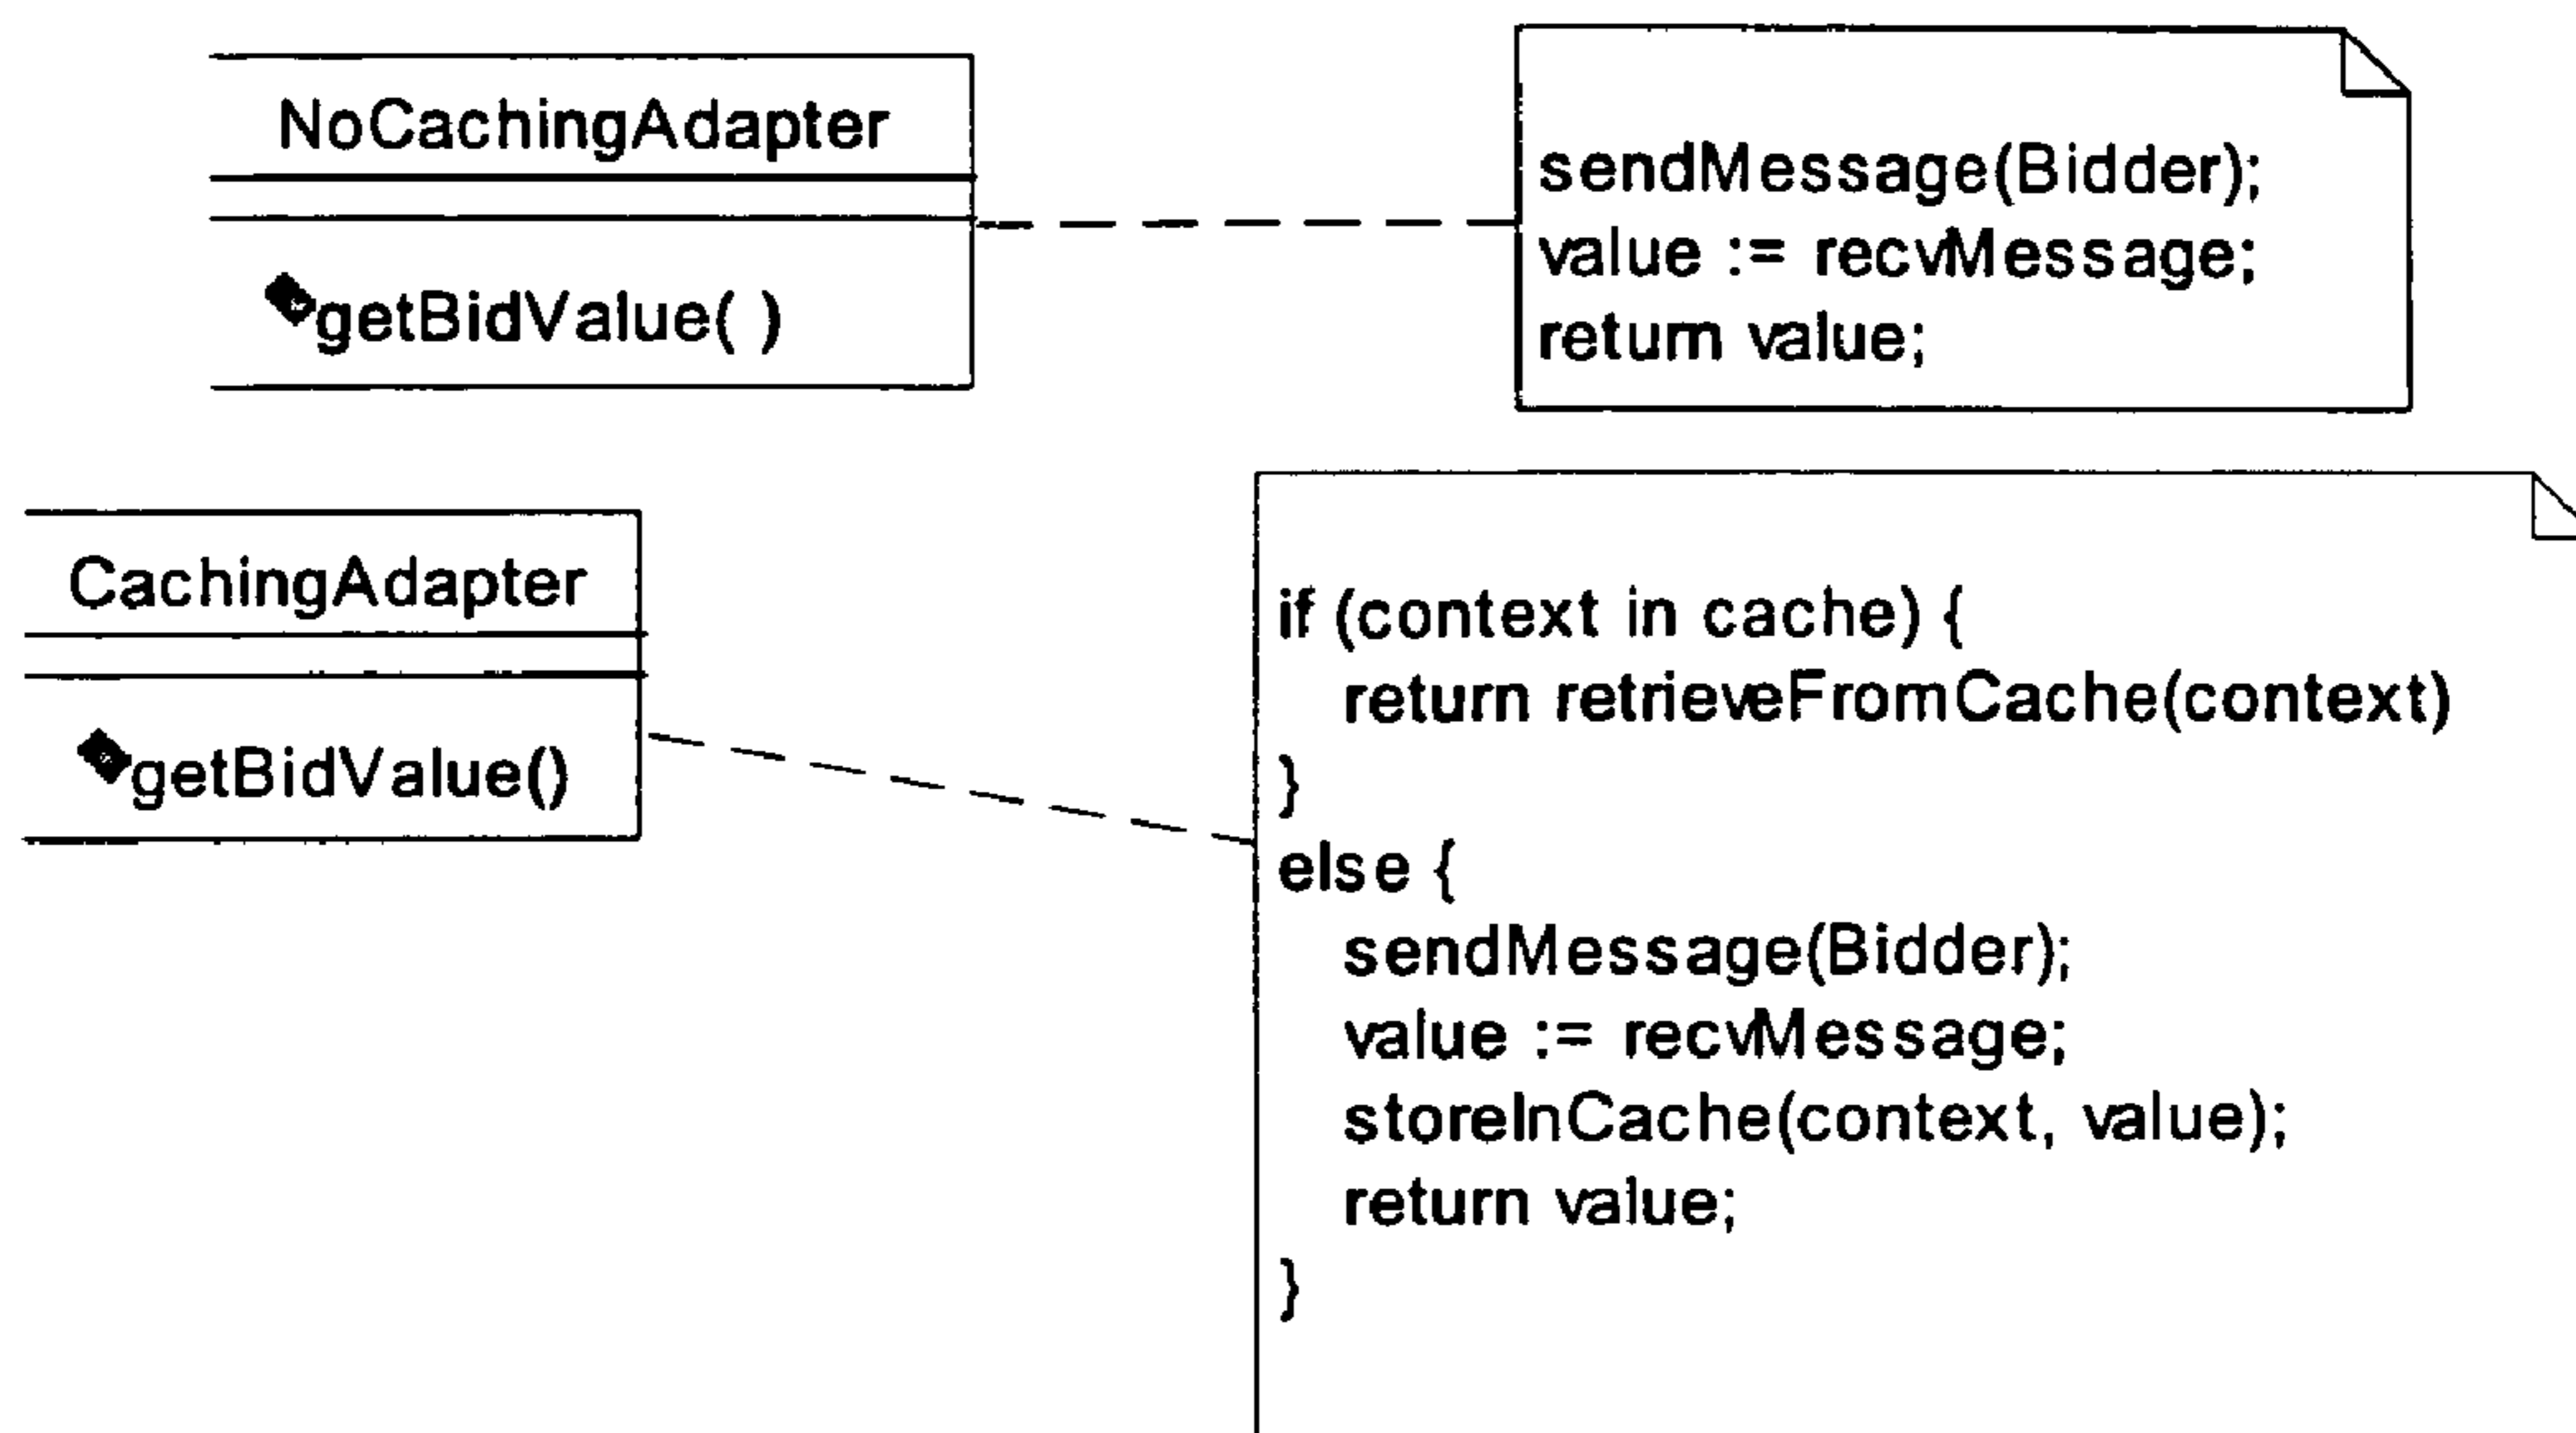 NoCachingAdapter
getBidValue( )
sendMessage(Bidder);
value := recvMessage;
return value;
CachingAdapter
getBidValue()
if (context in cache) {
return retrieveFromCache(context)
}
else {
sendMessage(Bidder);
value := recvMessage;
storeInCache(context, value);
return value;
}